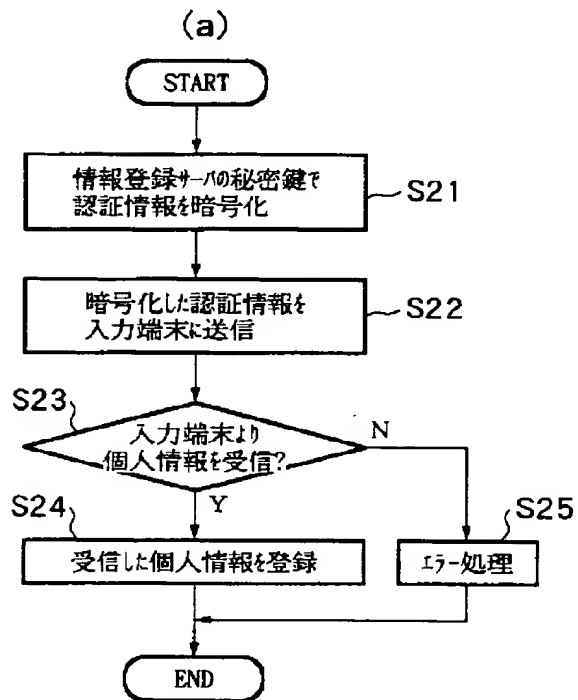 (a)
START
情報登録サーバの秘密鍵で
認証情報を暗号化
S21
暗号化した認証情報を
入力端末に送信
S22
S23
入力端末より
個人情報を受信?
N
Y
S24
受信した個人情報を登録
S25
エラー処理
END